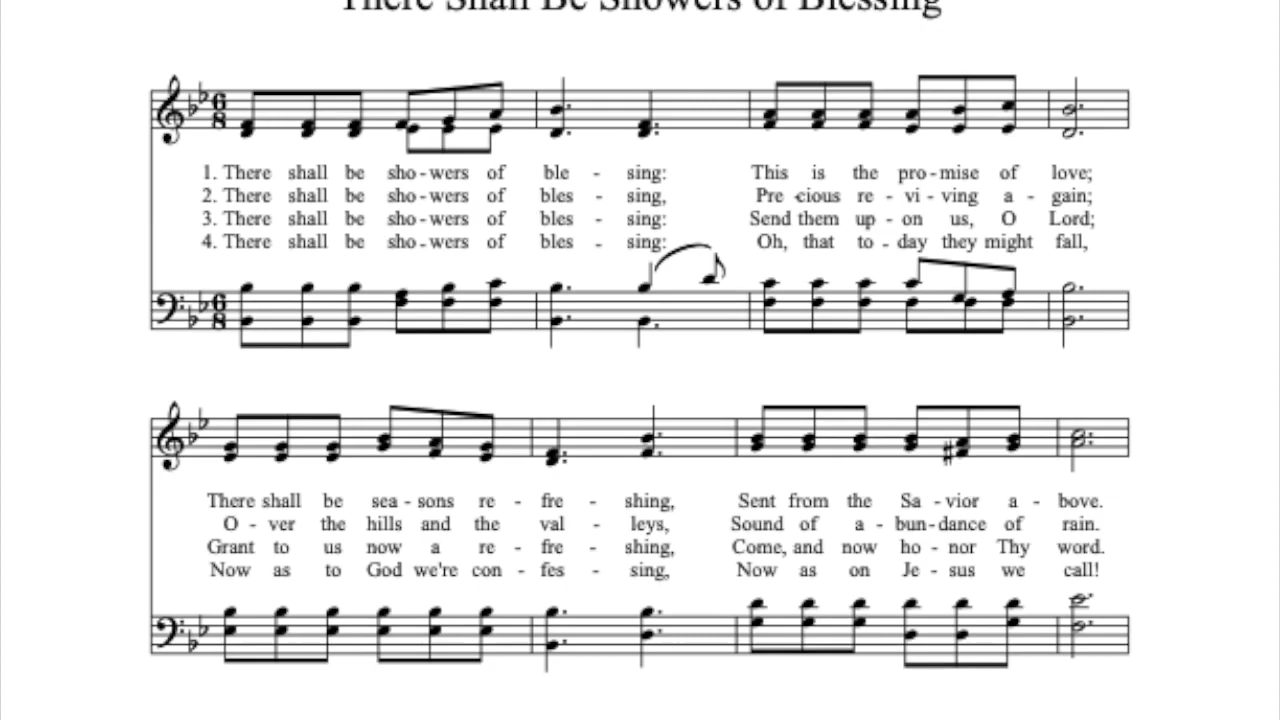 There Shall Be Showers of Blessing
6 8
1. There shall be sho - wers of ble - sing: This is the pro - mise of love;
2. There shall be sho - wers of bles - sing, Pre - cious re - vi - ving a - gain;
3. There shall be sho - wers of bles - sing: Send them up - on us, O Lord;
4. There shall be sho - wers of bles - sing: Oh, that to - day they might fall,
6 8
There shall be sea - sons re - fre - shing, Sent from the Sa - vior a - bove.
O - ver the hills and the val - leys, Sound of a - bun - dance of rain.
Grant to us now a re - fre - shing, Come, and now ho - nor Thy word.
Now as to God we're con - fes - sing, Now as on Je - sus we call!